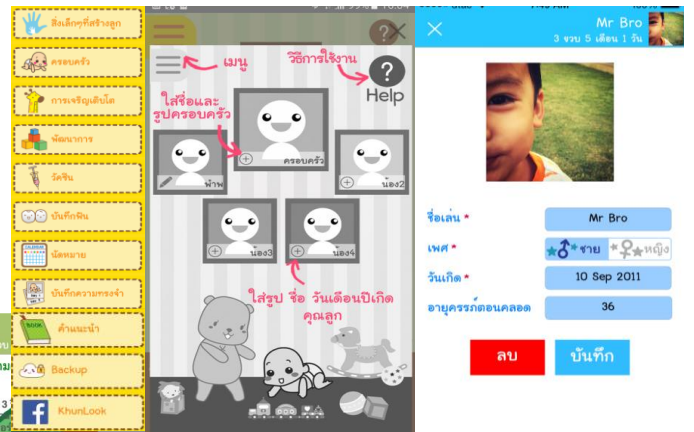 สิ่งเล็กๆที่สร้างลูก
ครอบครัว
การเจริญเติบโต
พัฒนาการ
วัคซีน
บันทึกฟัน
นัดหมาย
บันทึกความทรงจำ
คำแนะนำ
Backup
KhunLook
เมนู
วิธีการใช้งาน
?
Help
ใส่ชื่อและ
รูปครอบครัว
ครอบครัว
น้อง2
น้อง3
น้อง4
ใส่รูป ชื่อ วันเดือนปีเกิด
คุณลูก
Mr Bro
3 ขวบ 5 เดือน 1 วัน
ชื่อเล่น *
Mr Bro
เพศ *
ชาย
หญิง
วันเกิด *
10 Sep 2011
อายุครรภ์ตอนคลอด
36
ลบ
บันทึก